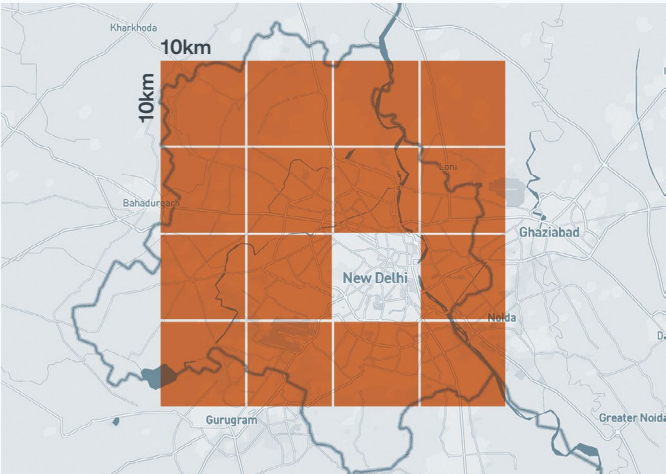 Kharkhoda
10km
10km
Loni
Bahadurgarh
Ghaziabad
New Delhi
Noida
Gurugram
Greater Noida